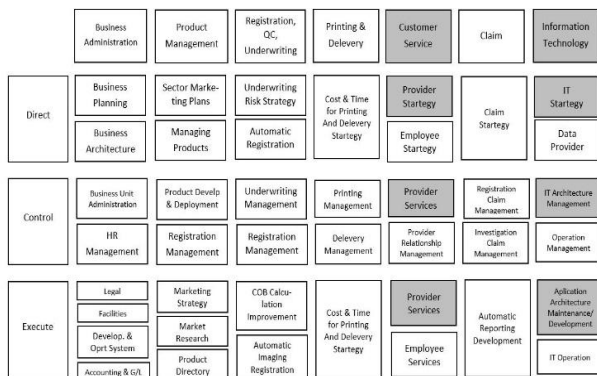 Business
Administration
Product
Management
Registration,
QC,
Underwriting
Printing &
Delevery
Customer
Service
Claim
Information
Technology
Direct
Business
Planning
Business
Architecture
Sector Marke-
ting Plans
Managing
Products
Underwriting
Risk Strategy
Automatic
Registration
Cost & Time
for Printing
And Delevery
Startegy
Provider
Startegy
Employee
Startegy
Claim
Startegy
IT
Startegy
Data
Provider
Control
Business Unit
Administration
HR
Management
Product Develp
& Deployment
Registration
Management
Underwriting
Management
Registration
Management
Printing
Management
Delevery
Management
Provider
Services
Provider
Relationship
Management
Registration
Claim
Management
Investigation
Claim
Management
IT Architecture
Management
Operation
Management
Execute
Legal
Facilities
Develop. &
Oprt System
Accounting & G/L
Marketing
Strategy
Market
Research
Product
Directory
COB Calcu-
lation
Improvement
Automatic
Imaging
Registration
Cost & Time
for Printing
And Delevery
Startegy
Provider
Services
Employee
Services
Automatic
Reporting
Development
Aplication
Architecture
Maintenance/
Development
IT Operation